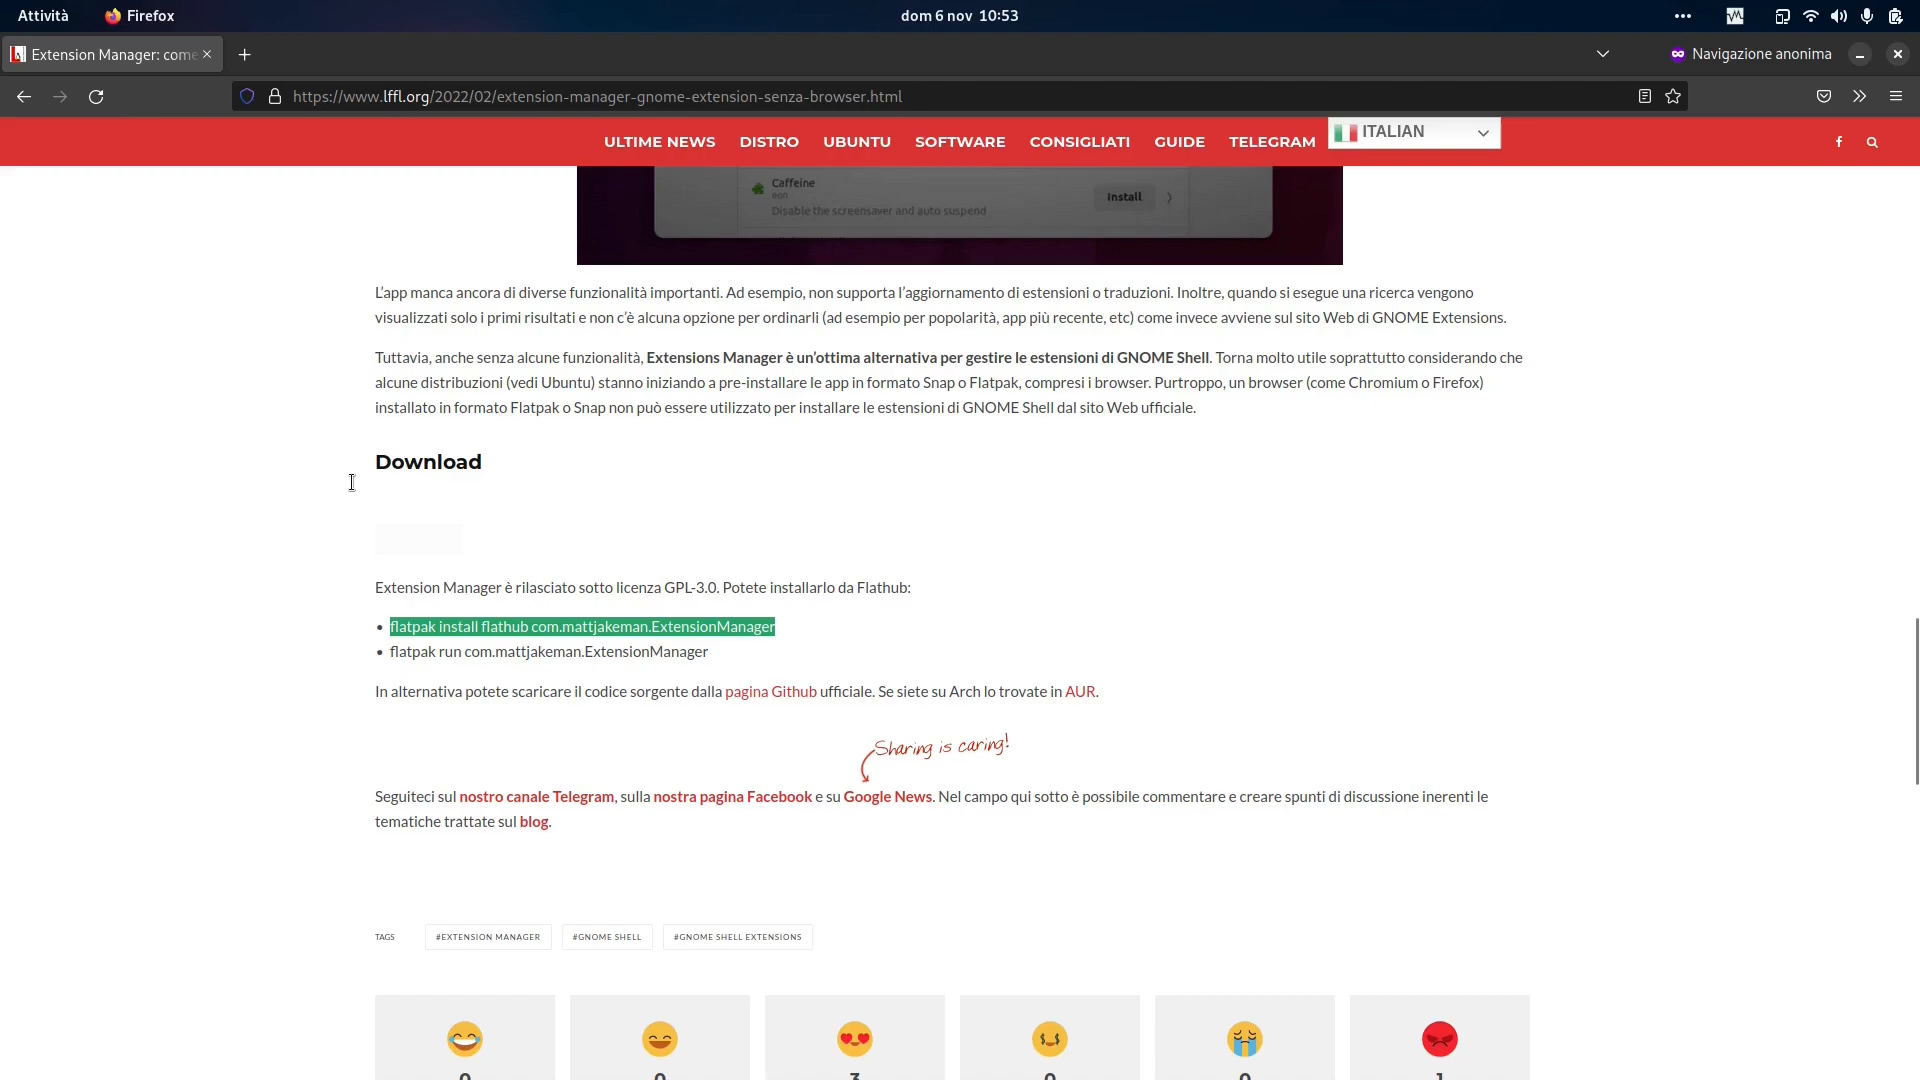 Attività
Firefox
dom 6 nov 10:53
Extension Manager: come
Navigazione anonima
https://www.lffl.org/2022/02/extension-manager-gnome-extension-senza-browser.html
ULTIME NEWS
DISTRO
UBUNTU
SOFTWARE
CONSIGLIATI
GUIDE
TELEGRAM
ITALIAN
Caffeine
eon
Disable the screensaver and auto suspend
Install
L’app manca ancora di diverse funzionalità importanti. Ad esempio, non supporta l’aggiornamento di estensioni o traduzioni. Inoltre, quando si esegue una ricerca vengono
visualizzati solo i primi risultati e non c’è alcuna opzione per ordinarli (ad esempio per popolarità, app più recente, etc) come invece avviene sul sito Web di GNOME Extensions.
Tuttavia, anche senza alcune funzionalità, Extensions Manager è un’ottima alternativa per gestire le estensioni di GNOME Shell. Torna molto utile soprattutto considerando che
alcune distribuzioni (vedi Ubuntu) stanno iniziando a pre-installare le app in formato Snap o Flatpak, compresi i browser. Purtroppo, un browser (come Chromium o Firefox)
installato in formato Flatpak o Snap non può essere utilizzato per installare le estensioni di GNOME Shell dal sito Web ufficiale.
Download
Extension Manager è rilasciato sotto licenza GPL-3.0. Potete installarlo da Flathub:
• flatpak install flathub com.mattjakeman.ExtensionManager
• flatpak run com.mattjakeman.ExtensionManager
In alternativa potete scaricare il codice sorgente dalla pagina Github ufficiale. Se siete su Arch lo trovate in AUR.
Sharing is caring!
Seguiteci sul nostro canale Telegram, sulla nostra pagina Facebook e su Google News. Nel campo qui sotto è possibile commentare e creare spunti di discussione inerenti le
tematiche trattate sul blog.
TAGS
#EXTENSION MANAGER
#GNOME SHELL
#GNOME SHELL EXTENSIONS
0
0
3
0
0
1